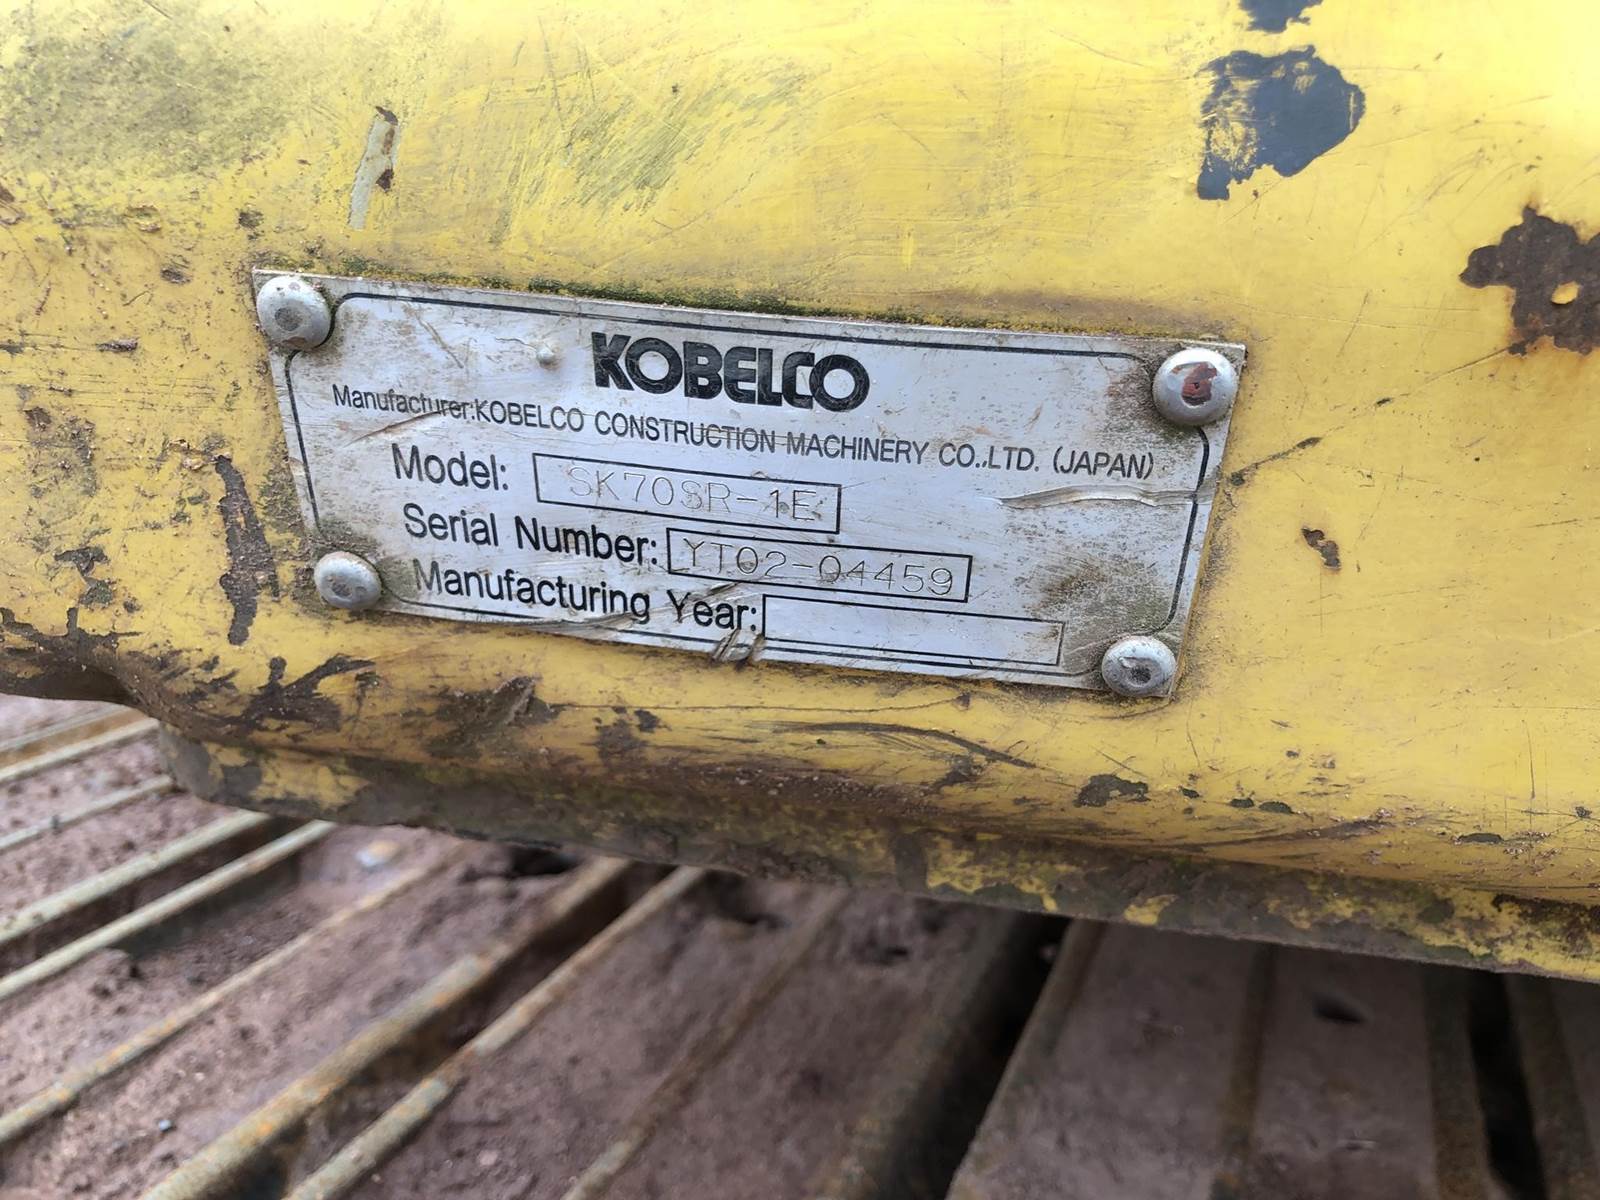 KOBELCO
Manufacturer:KOBELCO CONSTRUCTION MACHINERY CO.,LTD. (JAPAN)
Model: SK70SR-1E
Serial Number: YT02-04459
Manufacturing Year: